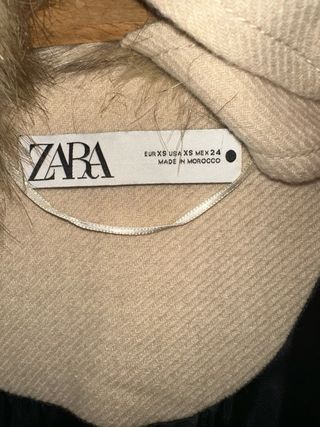 ZARA
EUR XS USA XS MEX 24
MADE IN MOROCCO